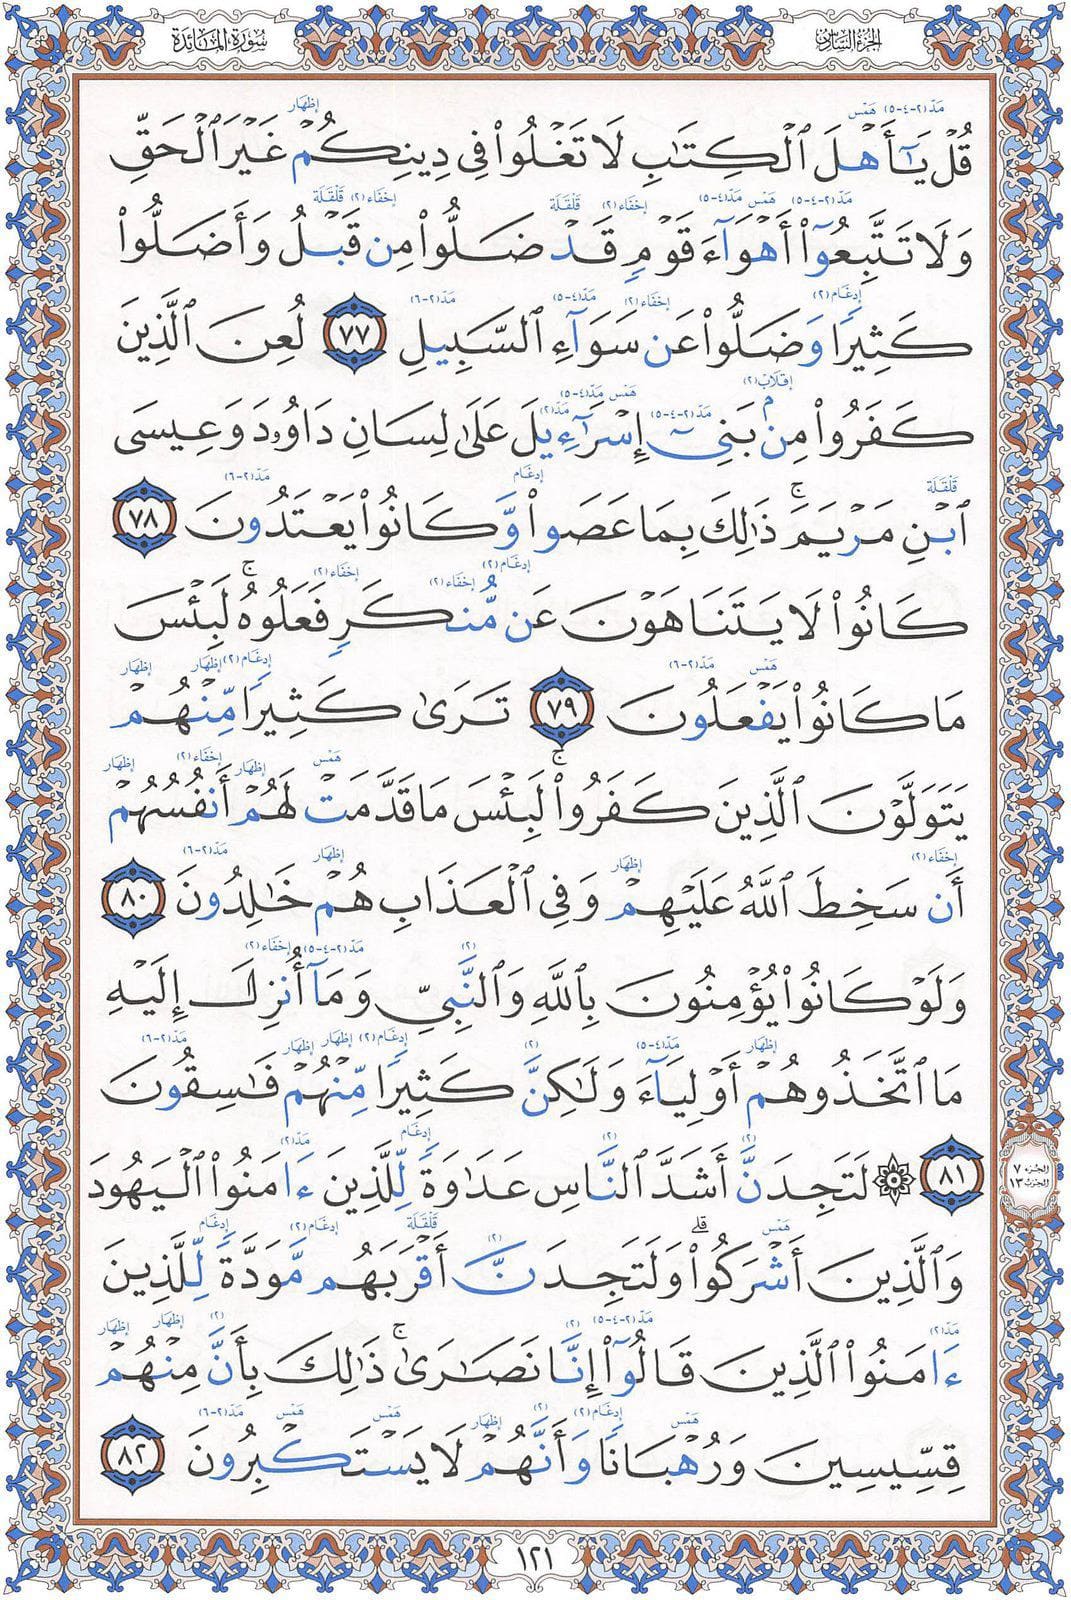 الجزء السادس
سورة المائدة
قُلْ يَٰٓأَهْلَ ٱلْكِتَٰبِ لَا تَغْلُوا۟ فِى دِينِكُمْ غَيْرَ ٱلْحَقِّ
وَلَا تَتَّبِعُوٓا۟ أَهْوَآءَ قَوْمٍ قَدْ ضَلُّوا۟ مِن قَبْلُ وَأَضَلُّوا۟
كَثِيرًا وَضَلُّوا۟ عَن سَوَآءِ ٱلسَّبِيلِ ٧٧ لُعِنَ ٱلَّذِينَ
كَفَرُوا۟ مِنۢ بَنِىٓ إِسْرَٰٓءِيلَ عَلَىٰ لِسَانِ دَاوُۥدَ وَعِيسَى
ٱبْنِ مَرْيَمَ ۚ ذَٰلِكَ بِمَا عَصَوا۟ وَّكَانُوا۟ يَعْتَدُونَ ٧٨
كَانُوا۟ لَا يَتَنَاهَوْنَ عَن مُّنكَرٍ فَعَلُوهُ ۚ لَبِئْسَ
مَا كَانُوا۟ يَفْعَلُونَ ٧٩ تَرَىٰ كَثِيرًا مِّنْهُمْ
يَتَوَلَّوْنَ ٱلَّذِينَ كَفَرُوا۟ ۚ لَبِئْسَ مَا قَدَّمَتْ لَهُمْ أَنفُسُهُمْ
أَن سَخِطَ ٱللَّهُ عَلَيْهِمْ وَفِى ٱلْعَذَابِ هُمْ خَٰلِدُونَ ٨٠
وَلَوْ كَانُوا۟ يُؤْمِنُونَ بِٱللَّهِ وَٱلنَّبِىِّ وَمَآ أُنزِلَ إِلَيْهِ
مَا ٱتَّخَذُوهُمْ أَوْلِيَآءَ وَلَٰكِنَّ كَثِيرًا مِّنْهُمْ فَٰسِقُونَ
٨١ ۞ لَتَجِدَنَّ أَشَدَّ ٱلنَّاسِ عَدَٰوَةً لِّلَّذِينَ ءَامَنُوا۟ ٱلْيَهُودَ
الجزء ٧
الحزب ١٣
وَٱلَّذِينَ أَشْرَكُوا۟ ۖ وَلَتَجِدَنَّ أَقْرَبَهُم مَّوَدَّةً لِّلَّذِينَ
ءَامَنُوا۟ ٱلَّذِينَ قَالُوٓا۟ إِنَّا نَصَٰرَىٰ ۚ ذَٰلِكَ بِأَنَّ مِنْهُمْ
قِسِّيسِينَ وَرُهْبَانًا وَأَنَّهُمْ لَا يَسْتَكْبِرُونَ ٨٢
١٢١